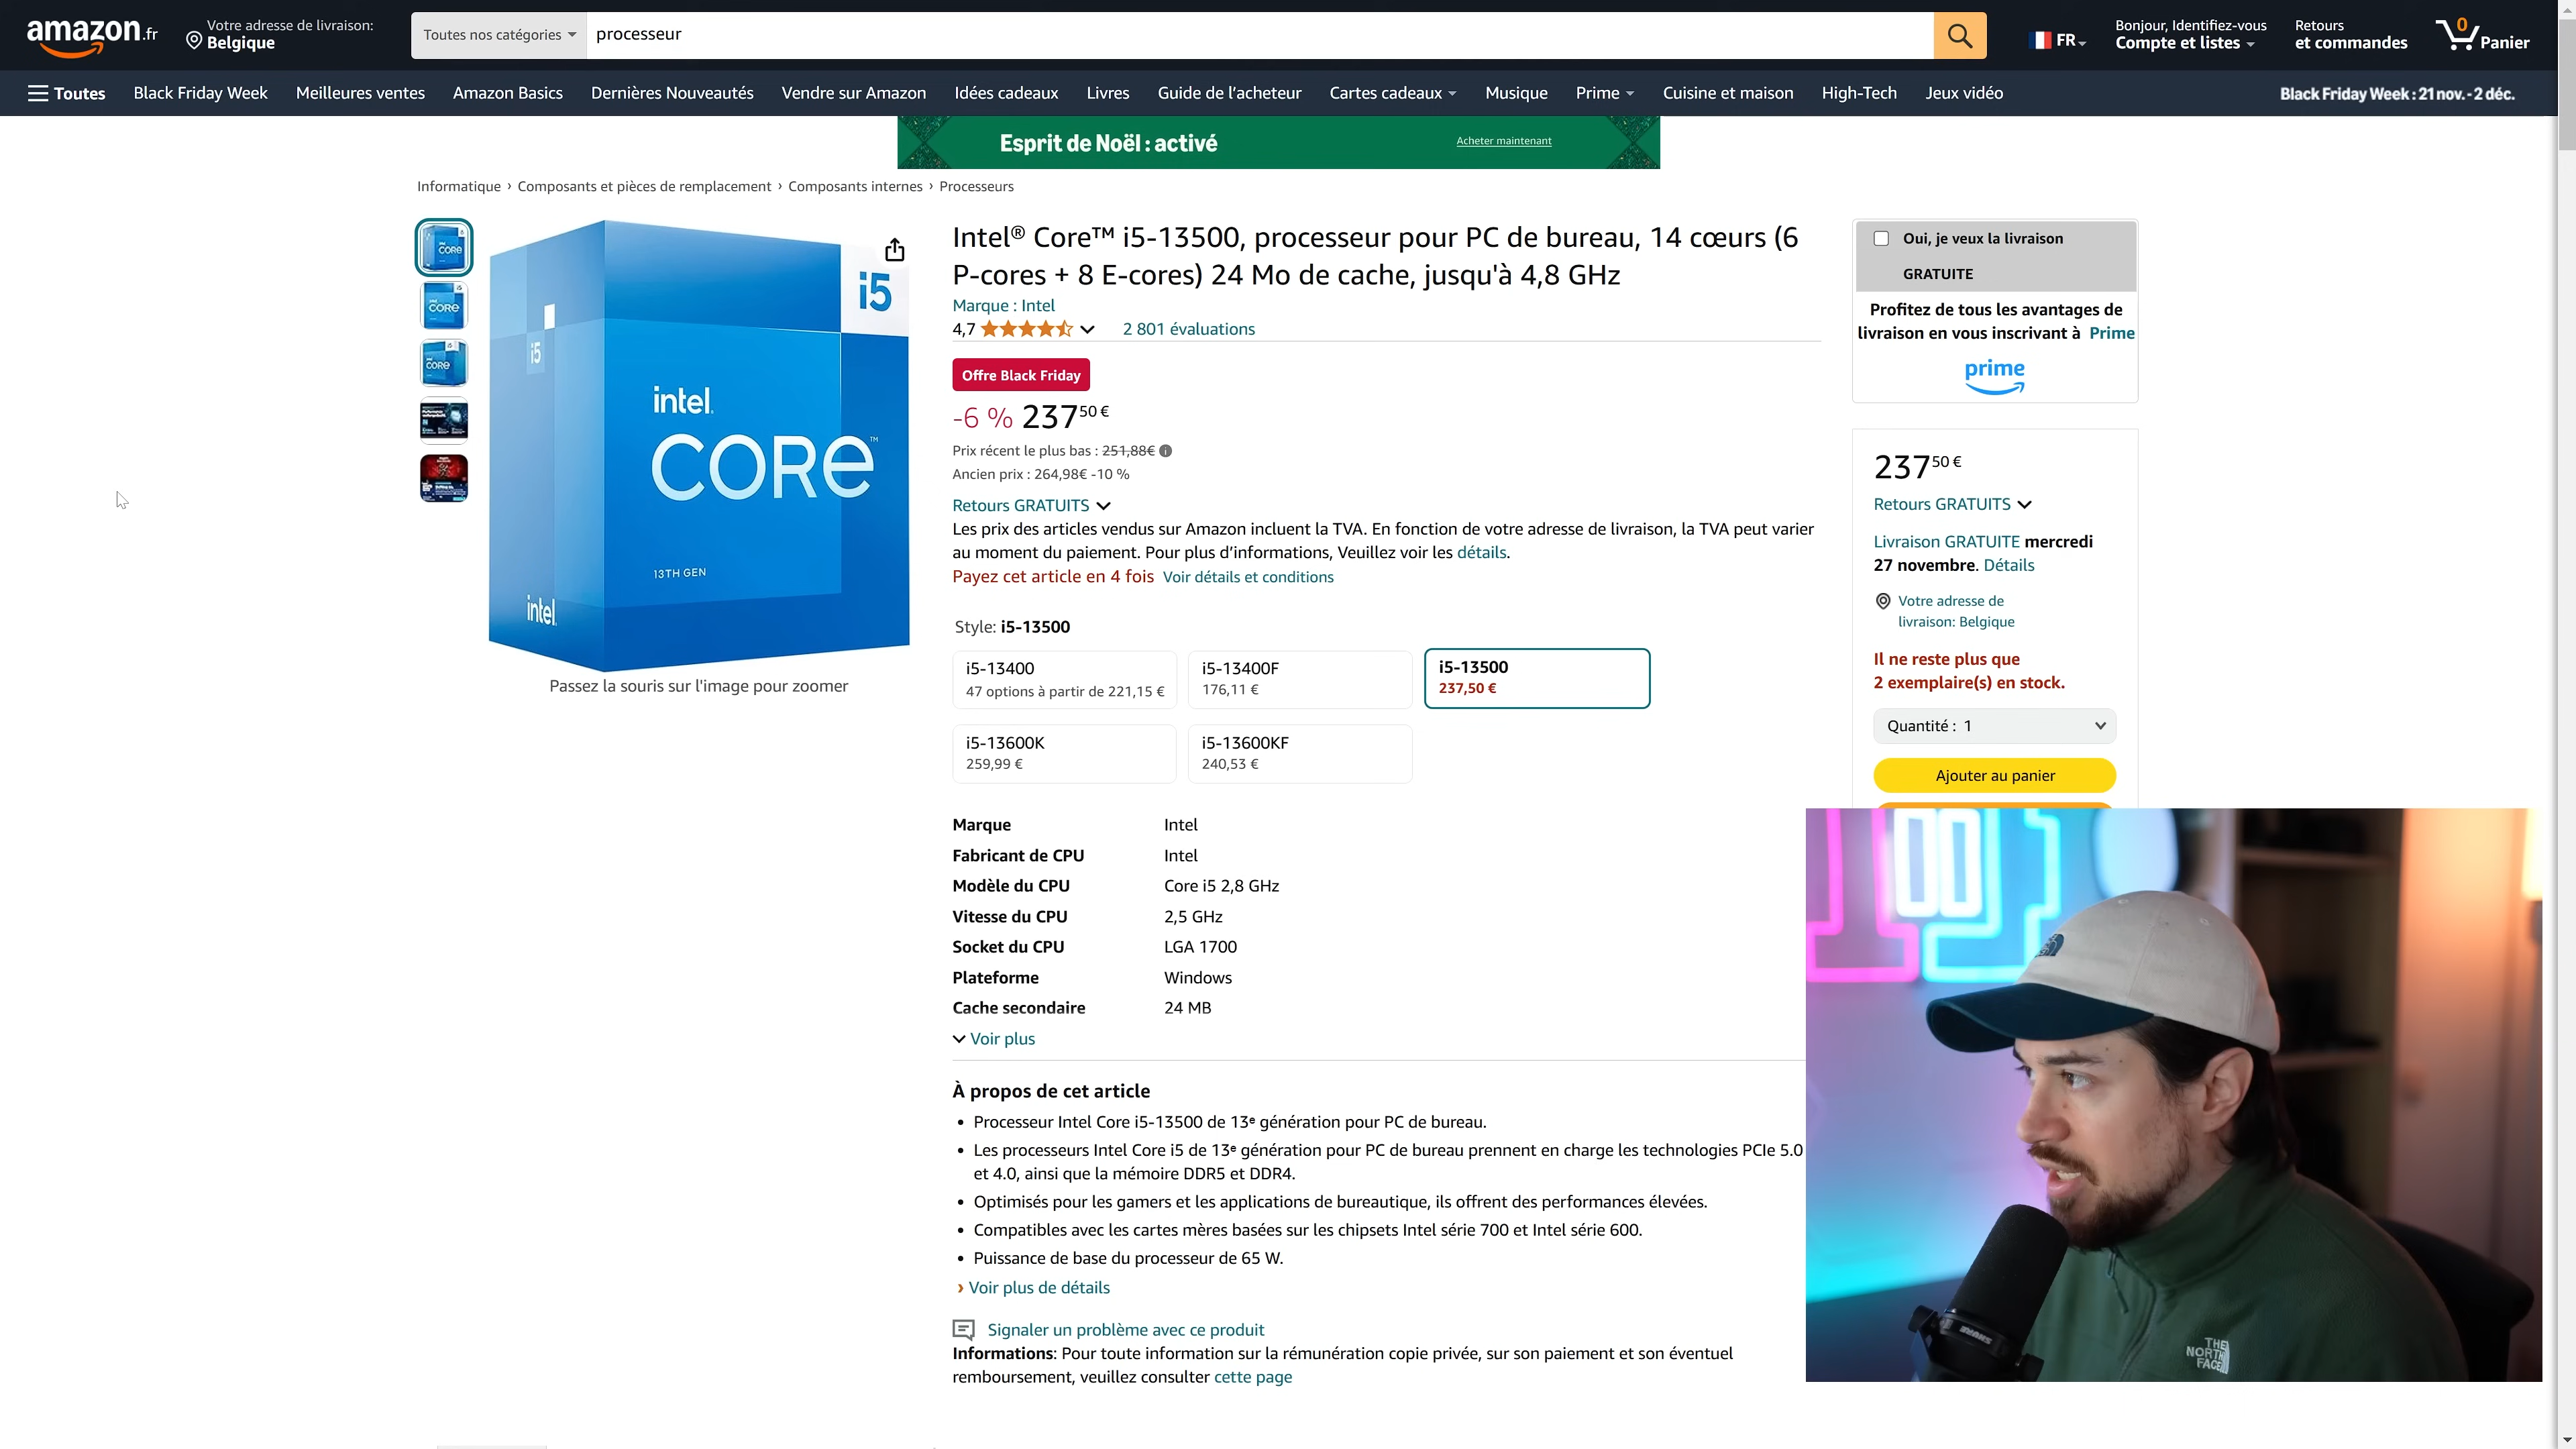 amazon.fr
Votre adresse de livraison:
Belgique
Toutes nos catégories
processeur
FR
Bonjour, Identifiez-vous
Compte et listes
Retours
et commandes
0
Panier
Toutes
Black Friday Week
Meilleures ventes
Amazon Basics
Dernières Nouveautés
Vendre sur Amazon
Idées cadeaux
Livres
Guide de l’acheteur
Cartes cadeaux
Musique
Prime
Cuisine et maison
High-Tech
Jeux vidéo
Black Friday Week : 21 nov. - 2 déc.
Esprit de Noël : activé
Acheter maintenant
Informatique › Composants et pièces de remplacement › Composants internes › Processeurs
i5
i5
intel.
CORe™
13TH GEN
intel.
Passez la souris sur l'image pour zoomer
Intel® Core™ i5-13500, processeur pour PC de bureau, 14 cœurs (6
P-cores + 8 E-cores) 24 Mo de cache, jusqu'à 4,8 GHz
Marque : Intel
4,7
2 801 évaluations
Offre Black Friday
-6 % 237 50 €
Prix récent le plus bas : 251,88€
Ancien prix : 264,98€ -10 %
Retours GRATUITS
Les prix des articles vendus sur Amazon incluent la TVA. En fonction de votre adresse de livraison, la TVA peut varier
au moment du paiement. Pour plus d’informations, Veuillez voir les détails.
Payez cet article en 4 fois Voir détails et conditions
Style: i5-13500
i5-13400
47 options à partir de 221,15 €
i5-13400F
176,11 €
i5-13500
237,50 €
i5-13600K
259,99 €
i5-13600KF
240,53 €
Marque Intel
Fabricant de CPU Intel
Modèle du CPU Core i5 2,8 GHz
Vitesse du CPU 2,5 GHz
Socket du CPU LGA 1700
Plateforme Windows
Cache secondaire 24 MB
Voir plus
À propos de cet article
• Processeur Intel Core i5-13500 de 13ᵉ génération pour PC de bureau.
• Les processeurs Intel Core i5 de 13ᵉ génération pour PC de bureau prennent en charge les technologies PCIe 5.0
et 4.0, ainsi que la mémoire DDR5 et DDR4.
• Optimisés pour les gamers et les applications de bureautique, ils offrent des performances élevées.
• Compatibles avec les cartes mères basées sur les chipsets Intel série 700 et Intel série 600.
• Puissance de base du processeur de 65 W.
› Voir plus de détails
Signaler un problème avec ce produit
Informations: Pour toute information sur la rémunération copie privée, sur son paiement et son éventuel
remboursement, veuillez consulter cette page
Oui, je veux la livraison
GRATUITE
Profitez de tous les avantages de
livraison en vous inscrivant à Prime
prime
237 50 €
Retours GRATUITS
Livraison GRATUITE mercredi
27 novembre. Détails
Votre adresse de
livraison: Belgique
Il ne reste plus que
2 exemplaire(s) en stock.
Quantité : 1
Ajouter au panier
SHURE
THE
NORTH
FACE